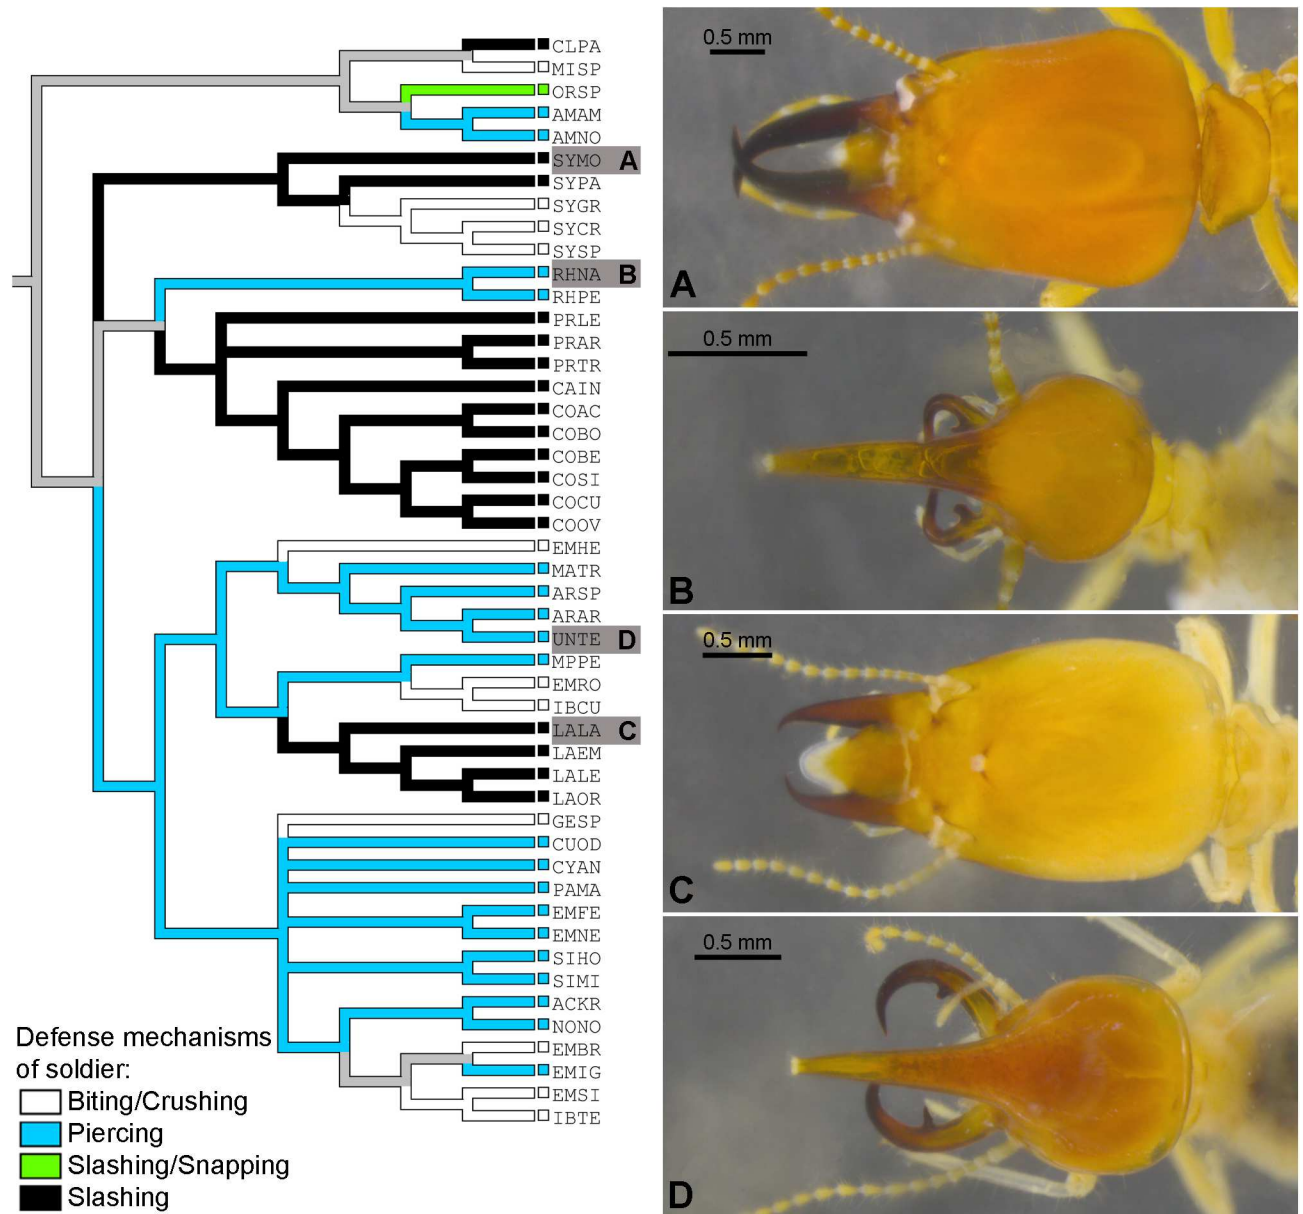 CLPA
MISP
ORSP
AMAM
AMNO
SYMO A
SYPA
SYGR
SYCR
SYSP
RHNA B
RHPE
PRLE
PRAR
PRTR
CAIN
COAC
COBO
COBE
COSI
COCU
COOV
EMHE
MATR
ARSP
ARAR
UNTE D
MPPE
EMRO
IBCU
LALA C
LAEM
LALE
LAOR
GESP
CUOD
CYAN
PAMA
EMFE
EMNE
SIHO
SIMI
ACKR
NONO
EMBR
EMIG
EMSI
IBTE
Defense mechanisms
of soldier:
Biting/Crushing
Piercing
Slashing/Snapping
Slashing
0.5 mm
A
0.5 mm
B
0.5 mm
C
0.5 mm
D